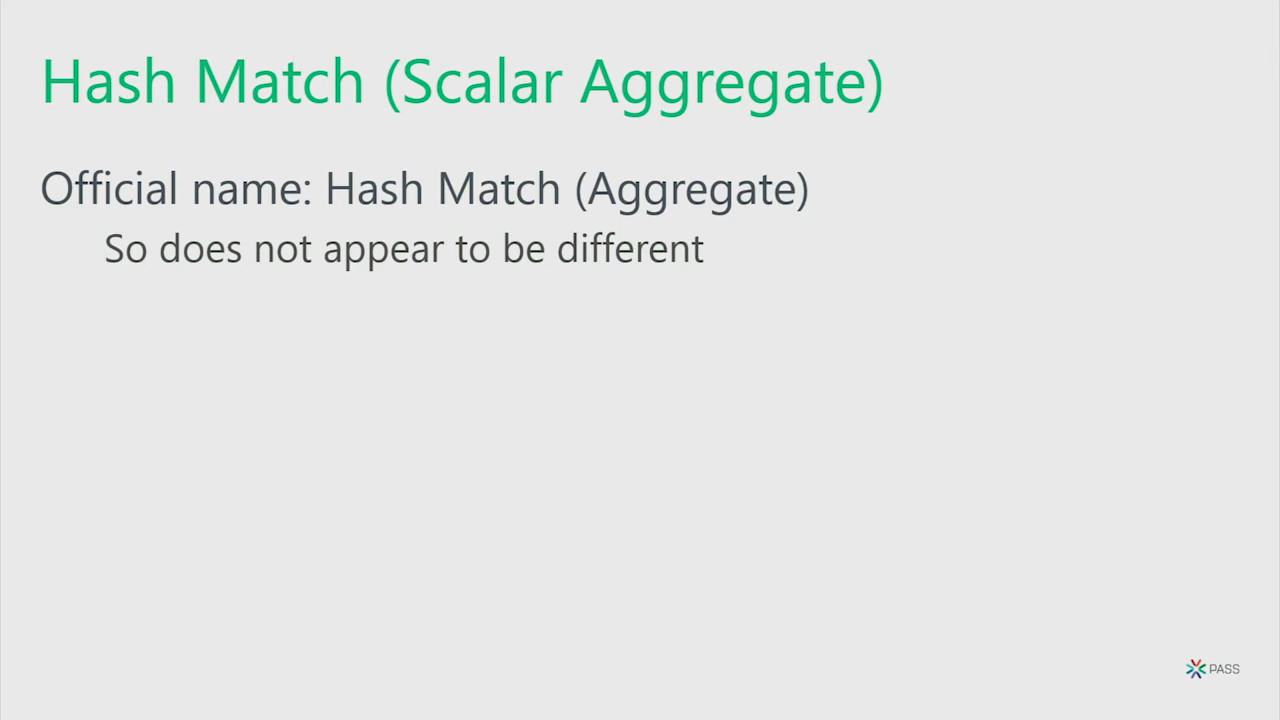 Hash Match (Scalar Aggregate)
Official name: Hash Match (Aggregate)
So does not appear to be different
PASS